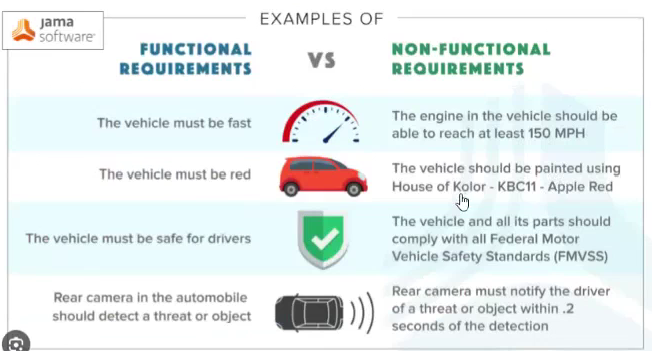 jama
software
EXAMPLES OF
FUNCTIONAL
REQUIREMENTS
VS
NON-FUNCTIONAL
REQUIREMENTS
The vehicle must be fast
The engine in the vehicle should be
able to reach at least 150 MPH
The vehicle must be red
The vehicle should be painted using
House of Kolor - KBC11 - Apple Red
The vehicle must be safe for drivers
The vehicle and all its parts should
comply with all Federal Motor
Vehicle Safety Standards (FMVSS)
Rear camera in the automobile
should detect a threat or object
Rear camera must notify the driver
of a threat or object within .2
seconds of the detection